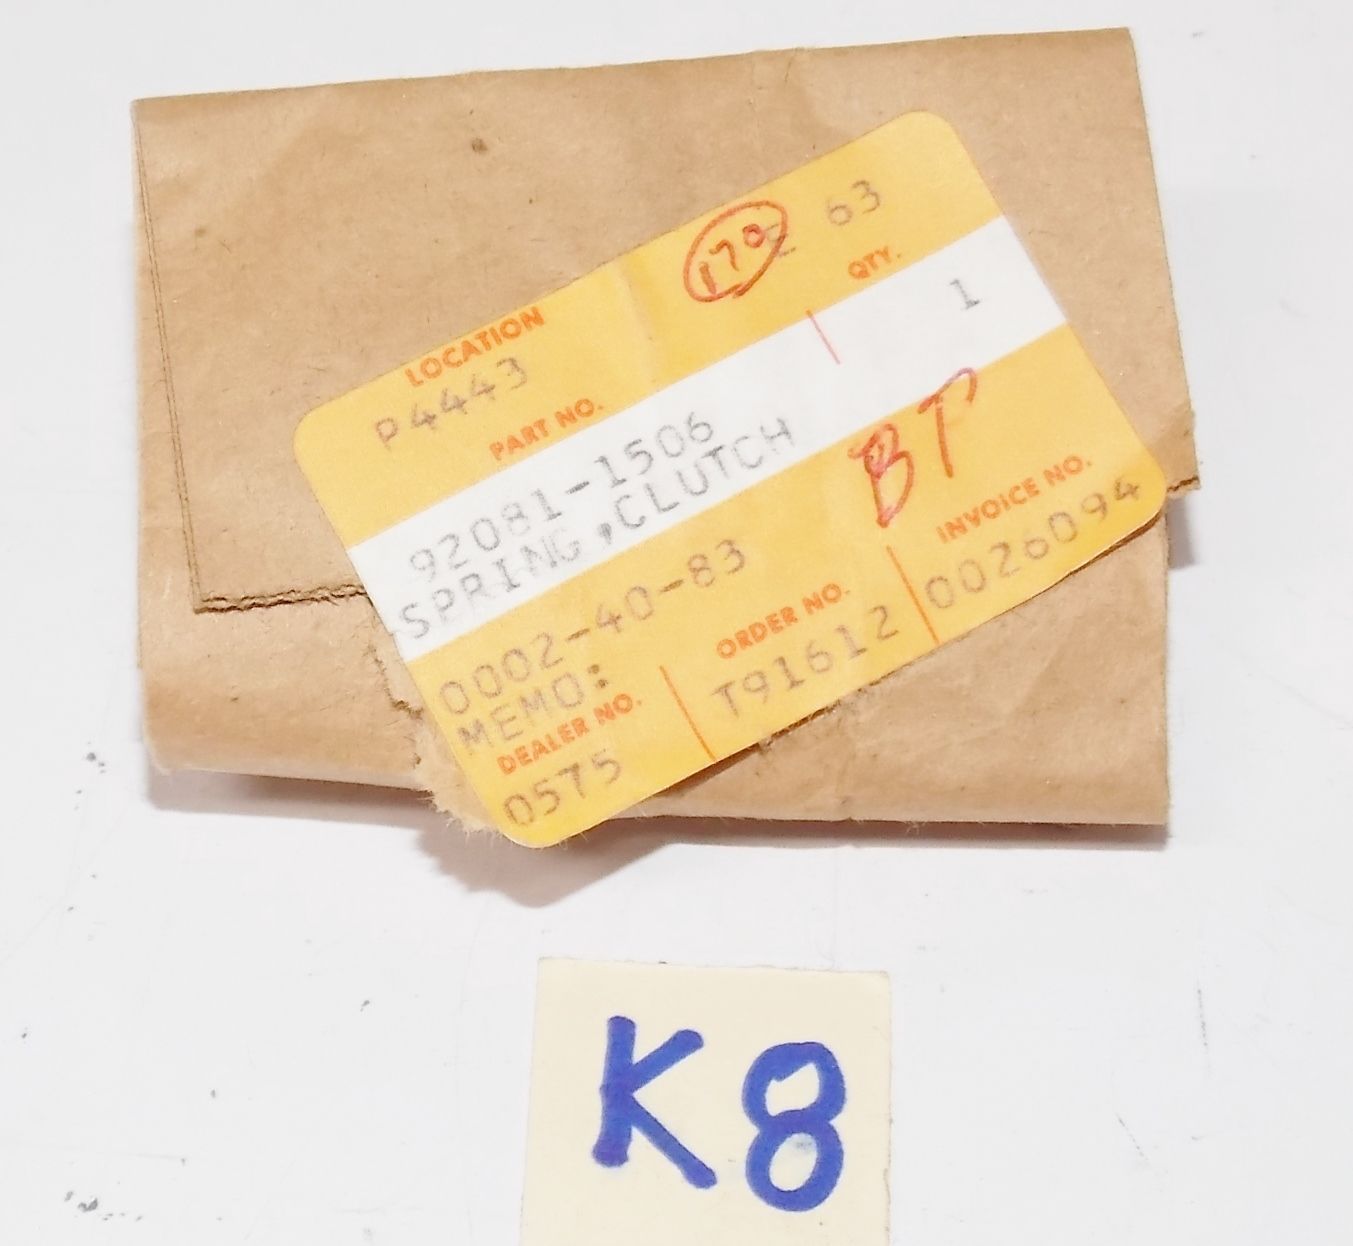 LOCATION
P4443
170
E 63
PART NO.
QTY.
92081-1506
1
SPRING,CLUTCH
0002-40-83
BT
MEMO:
DEALER NO.
ORDER NO.
INVOICE NO.
0575
T91612
0026094
K8